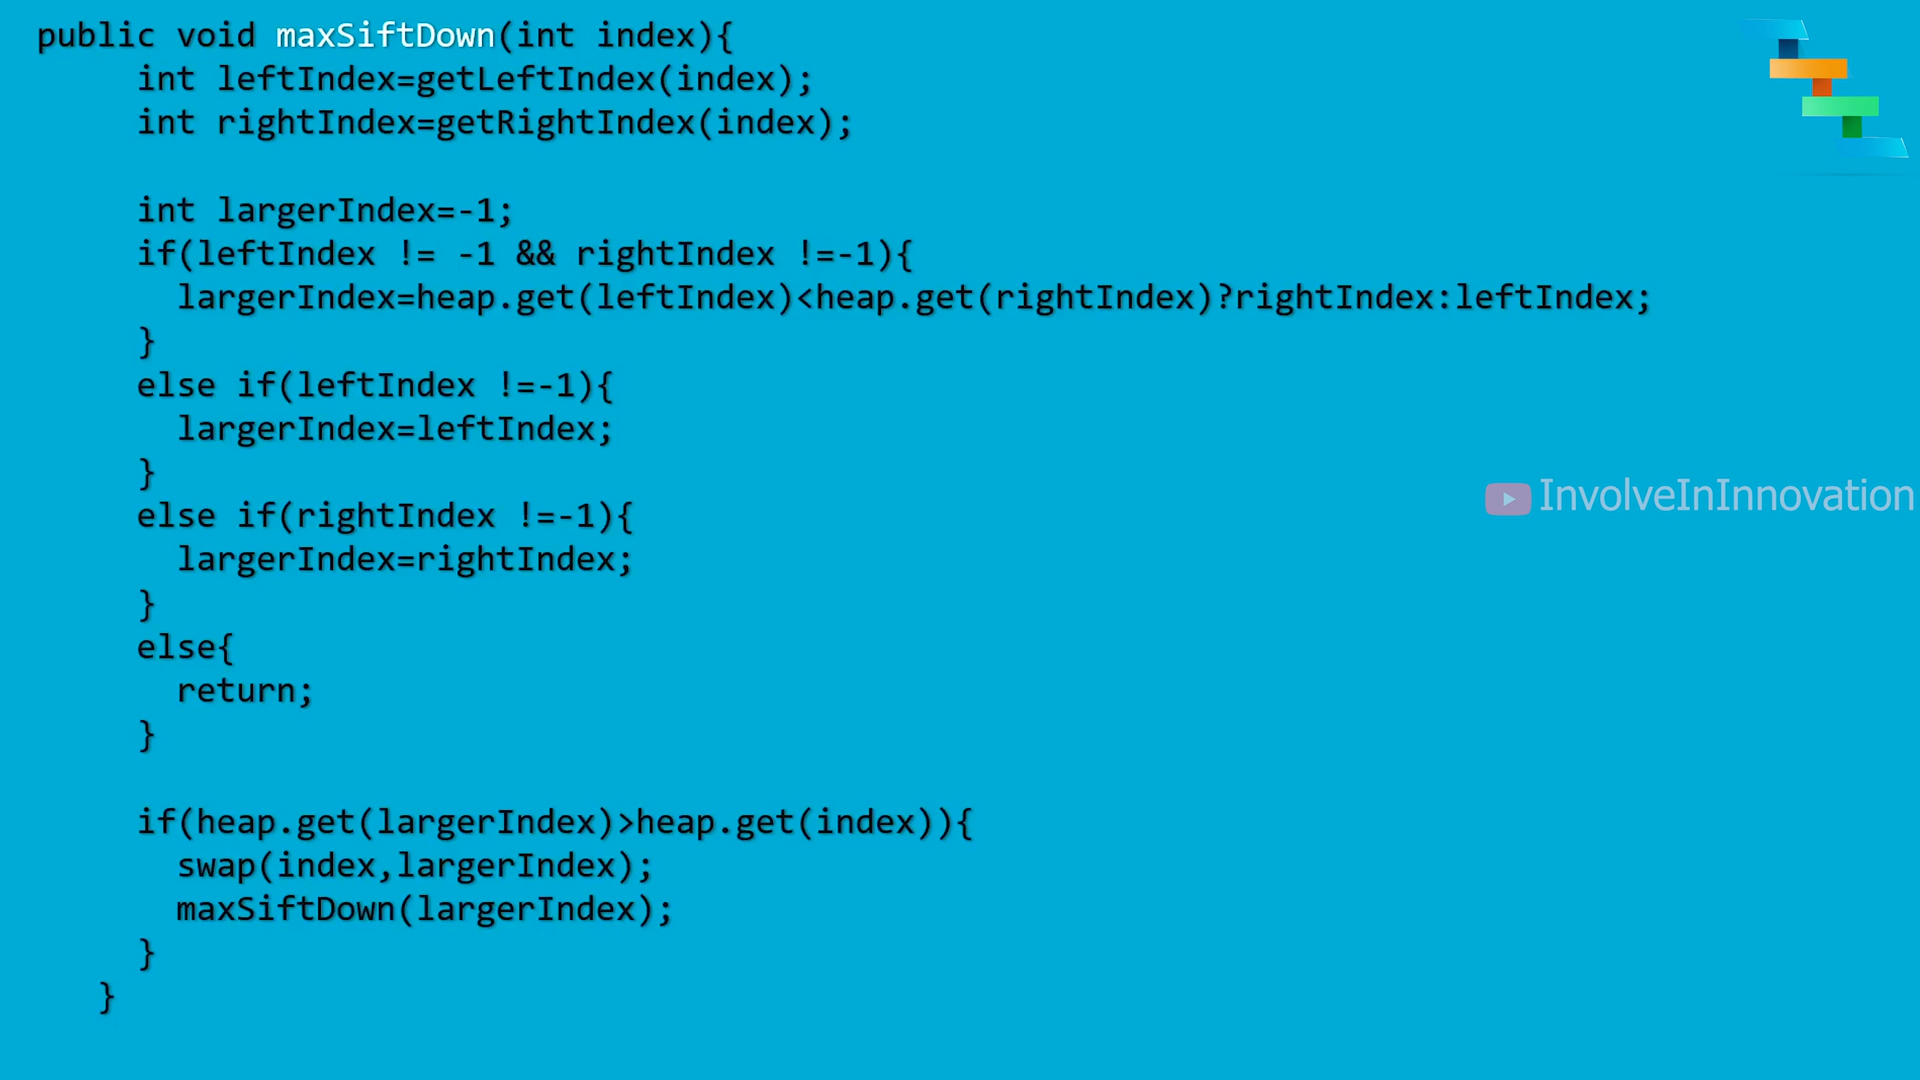 public void maxSiftDown(int index){
int leftIndex=getLeftIndex(index);
int rightIndex=getRightIndex(index);
int largerIndex=-1;
if(leftIndex != -1 && rightIndex !=-1){
largerIndex=heap.get(leftIndex)<heap.get(rightIndex)?rightIndex:leftIndex;
}
else if(leftIndex !=-1){
largerIndex=leftIndex;
}
else if(rightIndex !=-1){
largerIndex=rightIndex;
}
else{
return;
}
if(heap.get(largerIndex)>heap.get(index)){
swap(index,largerIndex);
maxSiftDown(largerIndex);
}
}
InvolveInInnovation